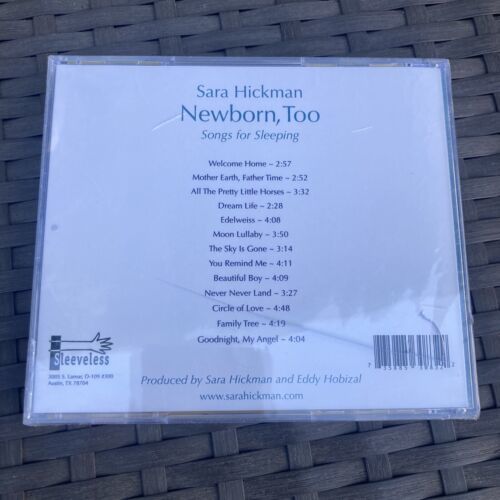 Sara Hickman
Newborn, Too
Songs for Sleeping
Welcome Home ~ 2:57
Mother Earth, Father Time ~ 2:52
All The Pretty Little Horses ~ 3:32
Dream Life ~ 2:28
Edelweiss ~ 4:08
Moon Lullaby ~ 3:50
The Sky Is Gone ~ 3:14
You Remind Me ~ 4:11
Beautiful Boy ~ 4:09
Never Never Land ~ 3:27
Circle of Love ~ 4:48
Family Tree ~ 4:19
Goodnight, My Angel ~ 4:04
Sleeveless
3005 S. Lamar, D-109 #300
Austin, TX 78704
Produced by Sara Hickman and Eddy Hobizal
www.sarahickman.com